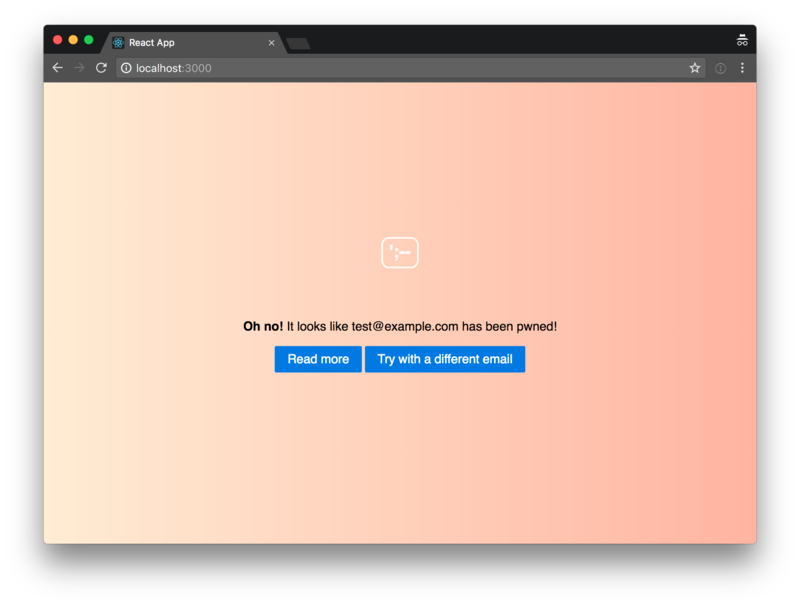 React App
localhost:3000
';--
Oh no! It looks like test@example.com has been pwned!
Read more
Try with a different email